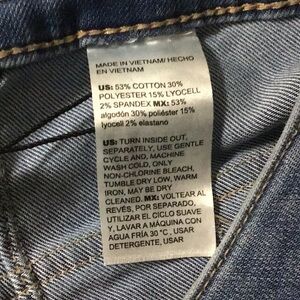 MADE IN VIETNAM/ HECHO
EN VIETNAM
US: 53% COTTON 30%
POLYESTER 15% LYOCELL
2% SPANDEX MX: 53%
algodón 30% poliéster 15%
lyocell 2% elastano
US: TURN INSIDE OUT,
SEPARATELY, USE GENTLE
CYCLE AND, MACHINE
WASH COLD, ONLY
NON-CHLORINE BLEACH,
TUMBLE DRY LOW, WARM
IRON, MAY BE DRY
CLEANED. MX: VOLTEAR AL
REVÉS, POR SEPARADO,
UTILIZAR EL CICLO SUAVE
Y, LAVAR A MÁQUINA CON
AGUA FRÍA 30 °C , USAR
DETERGENTE, USAR